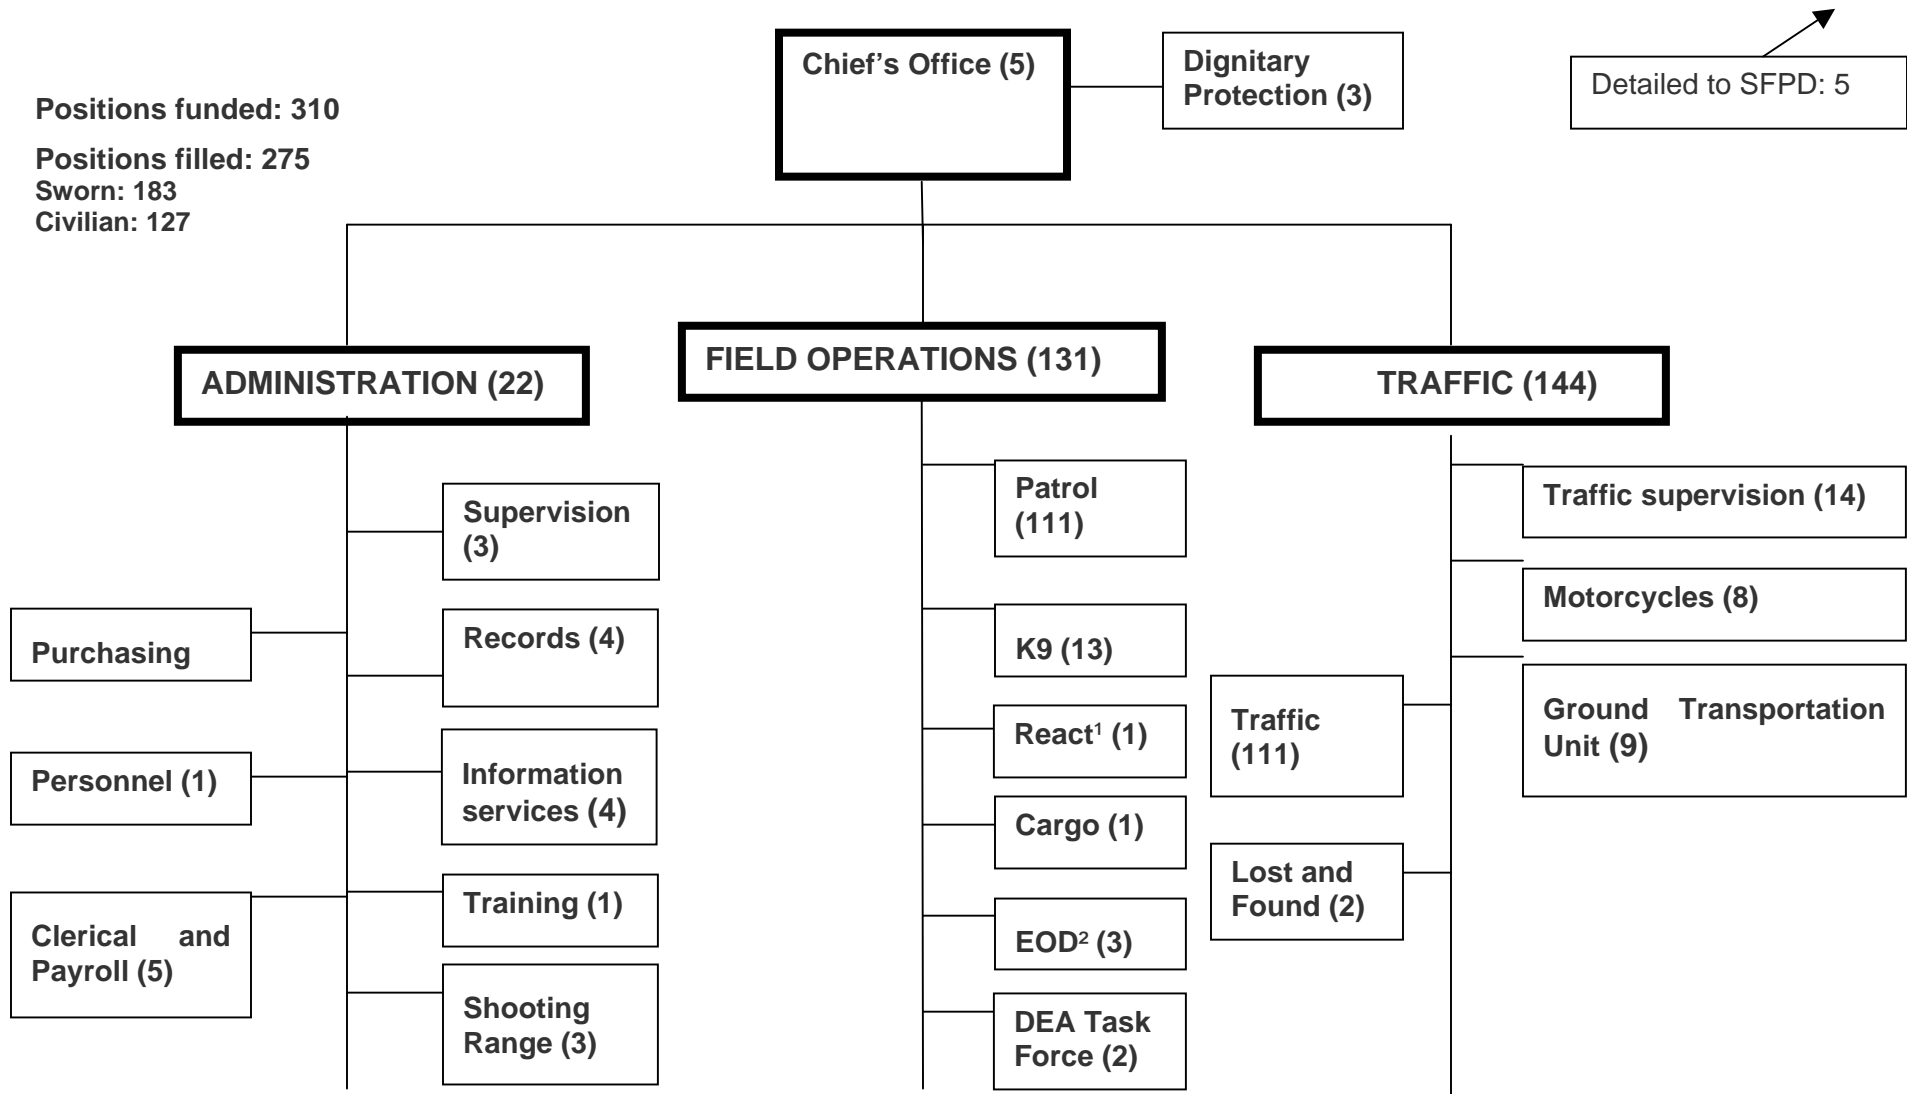 Chief's Office (5)
Dignitary
Protection (3)
Detailed to SFPD: 5
Positions funded: 310
Positions filled: 275
Sworn: 183
Civilian: 127
ADMINISTRATION (22)
FIELD OPERATIONS (131)
TRAFFIC (144)
Supervision
(3)
Purchasing
Records (4)
Personnel (1)
Information
services (4)
Training (1)
Clerical and
Payroll (5)
Shooting
Range (3)
Patrol
(111)
K9 (13)
React¹ (1)
Cargo (1)
EOD² (3)
DEA Task
Force (2)
Traffic supervision (14)
Motorcycles (8)
Ground Transportation
Unit (9)
Traffic
(111)
Lost and
Found (2)